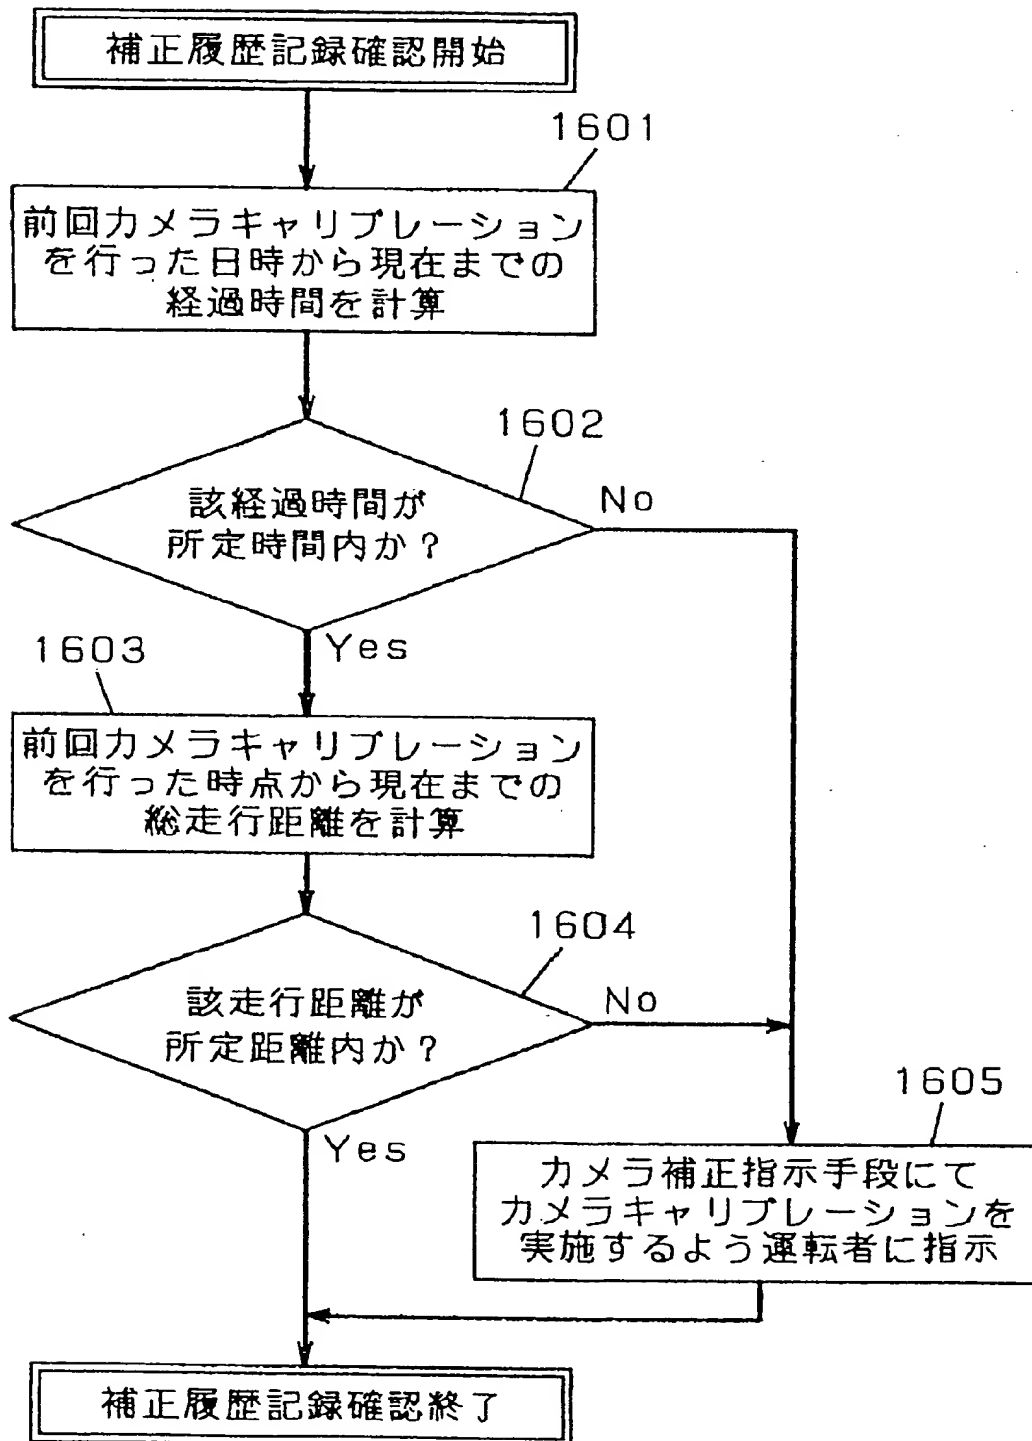 補正履歴記録確認開始
1601
前回カメラキャリブレーション
を行った日時から現在までの
経過時間を計算
1602
該経過時間が
所定時間内か？
No
Yes
1603
前回カメラキャリブレーション
を行った時点から現在までの
総走行距離を計算
1604
該走行距離が
所定距離内か？
No
Yes
1605
カメラ補正指示手段にて
カメラキャリブレーションを
実施するよう運転者に指示
補正履歴記録確認終了